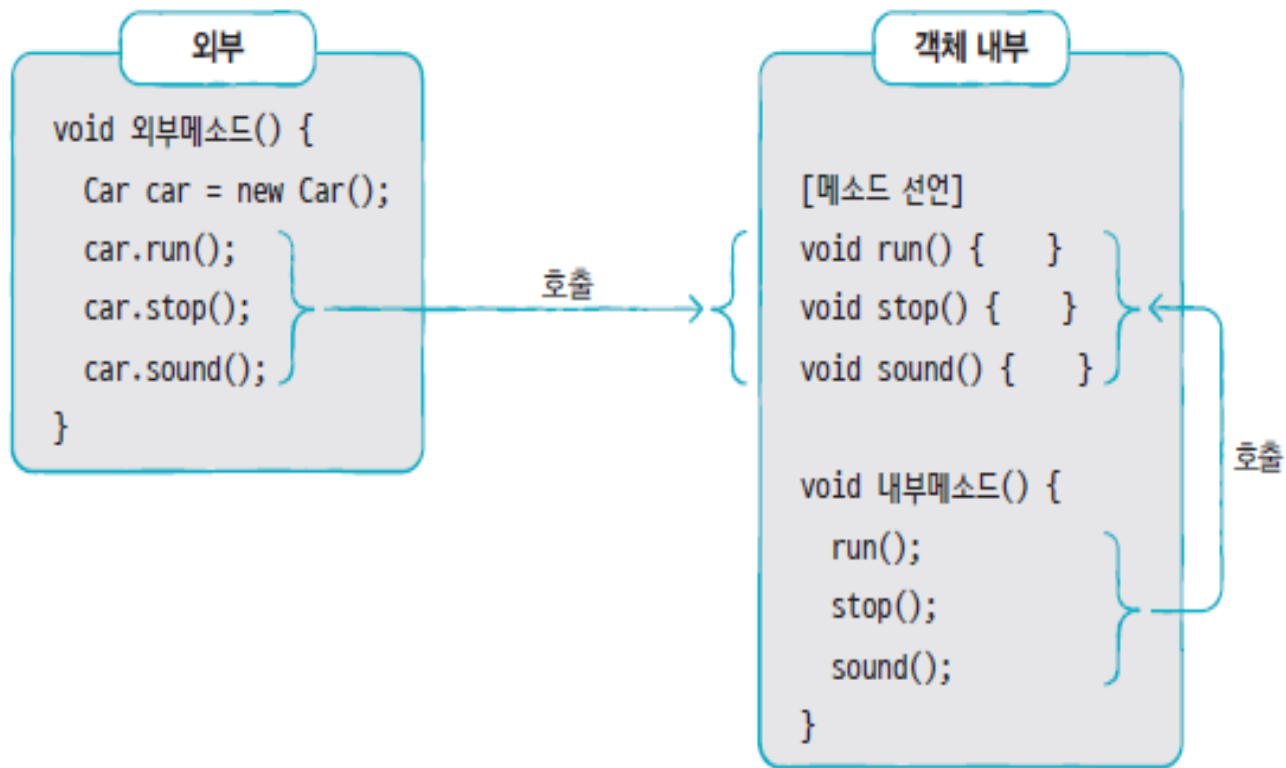 외부
void 외부메소드() {
Car car = new Car();
car.run();
car.stop();
car.sound();
}
호출
객체 내부
[메소드 선언]
void run() { }
void stop() { }
void sound() { }
void 내부메소드() {
run();
stop();
sound();
}
호출